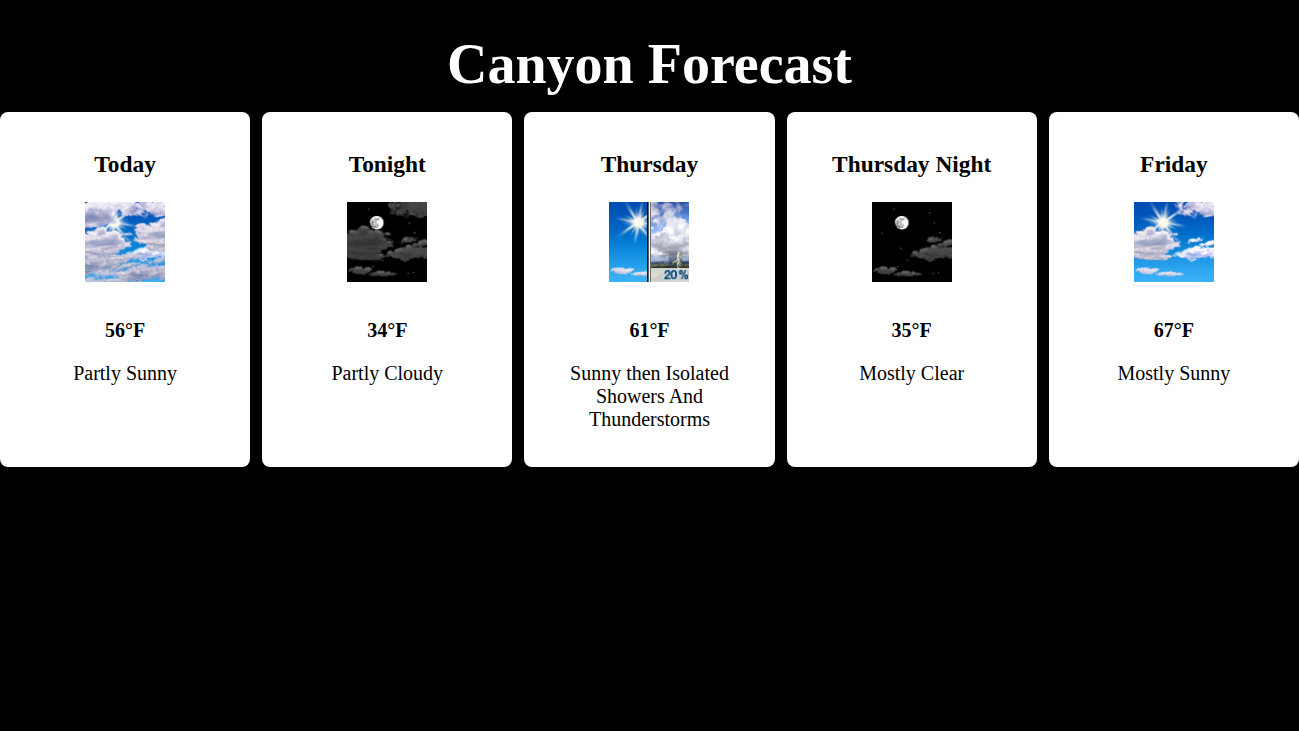 Canyon Forecast
Today
Tonight
Thursday
Thursday Night
Friday
20%
56°F
34°F
61°F
35°F
67°F
Partly Sunny
Partly Cloudy
Sunny then Isolated
Showers And
Thunderstorms
Mostly Clear
Mostly Sunny